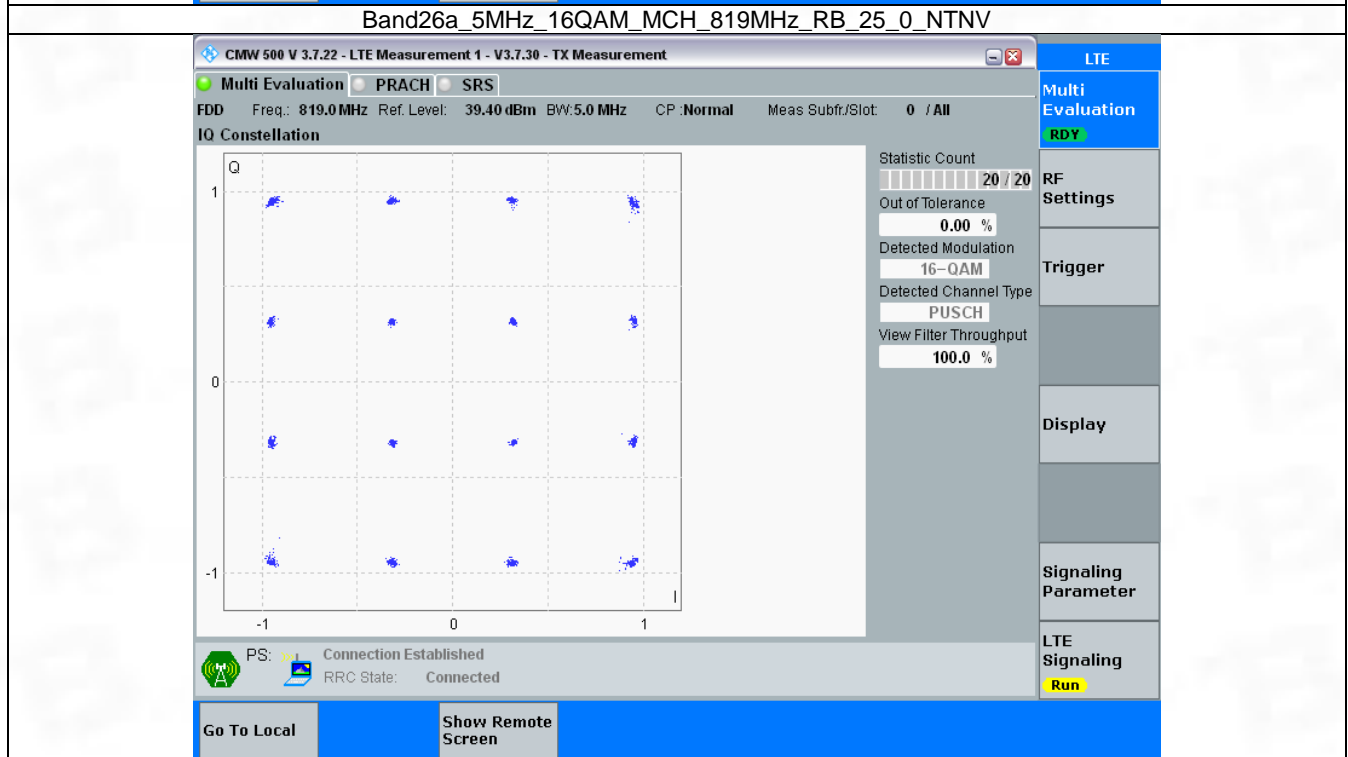 Band26a_5MHz_16QAM_MCH_819MHz_RB_25_0_NTNV
CMW 500 V 3.7.22 - LTE Measurement 1 - V3.7.30 - TX Measurement
LTE
Multi Evaluation PRACH SRS
Multi
Evaluation
RDY
FDD Freq.: 819.0 MHz Ref. Level: 39.40 dBm BW: 5.0 MHz CP :Normal Meas Subfr./Slot: 0 / All
IQ Constellation
Q
1
0
-1
I
-1 0 1
Statistic Count
20 / 20
Out of Tolerance
0.00 %
Detected Modulation
16-QAM
Detected Channel Type
PUSCH
View Filter Throughput
100.0 %
RF
Settings
Trigger
Display
Signaling
Parameter
LTE
Signaling
Run
PS: Connection Established
RRC State: Connected
Go To Local
Show Remote
Screen